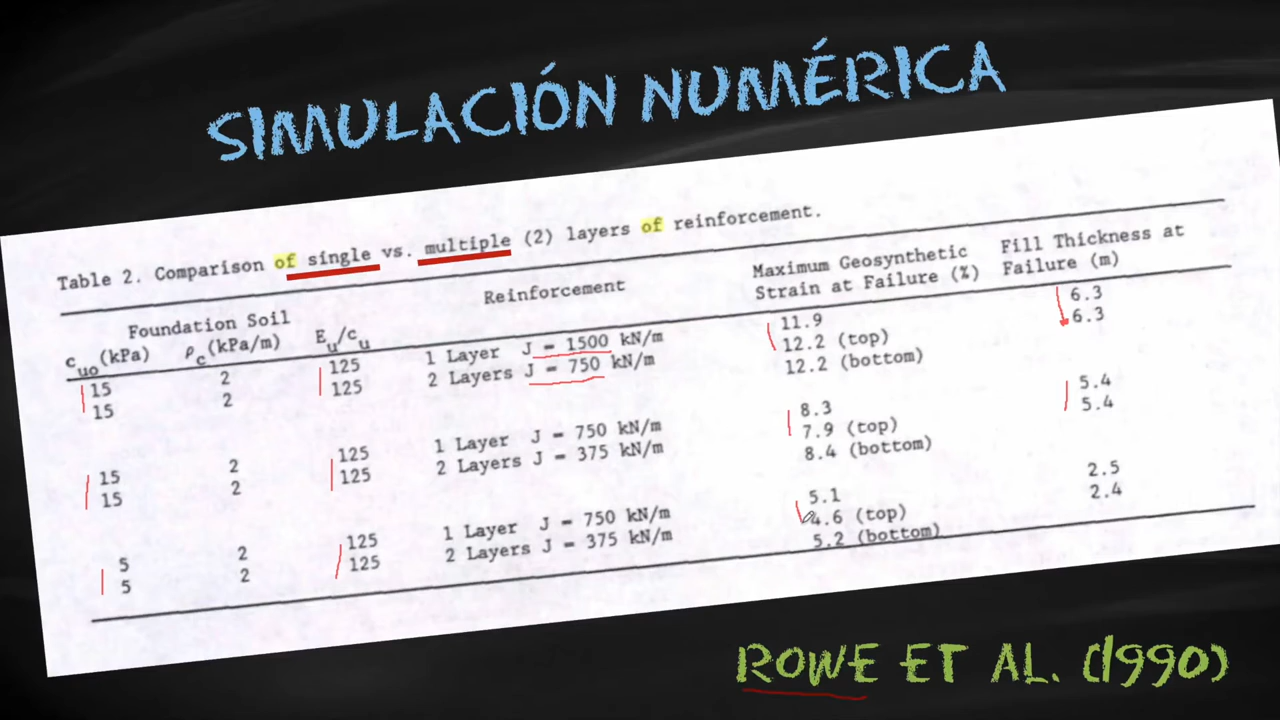 SIMULACIÓN NUMÉRICA
Table 2. Comparison of single vs. multiple (2) layers of reinforcement.
Foundation Soil Reinforcement Maximum Geosynthetic Fill Thickness at
c_uo(kPa) ρ_c(kPa/m) E_u/c_u Strain at Failure (%) Failure (m)
15 2 125 1 Layer J = 1500 kN/m 11.9 6.3
15 2 125 2 Layers J = 750 kN/m 12.2 (top) 6.3
12.2 (bottom)
15 2 125 1 Layer J = 750 kN/m 8.3 5.4
15 2 125 2 Layers J = 375 kN/m 7.9 (top) 5.4
8.4 (bottom)
5 2 125 1 Layer J = 750 kN/m 5.1 2.5
5 2 125 2 Layers J = 375 kN/m 4.6 (top) 2.4
5.2 (bottom)
ROWE ET AL. (1990)